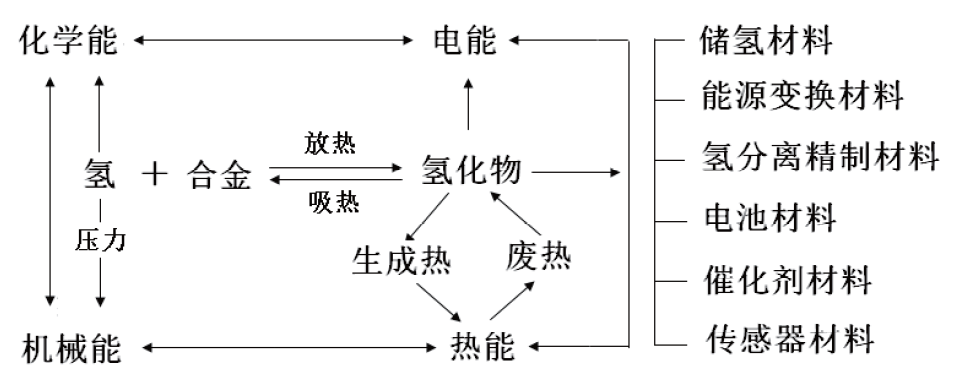 化学能
电能
储氢材料
能源变换材料
氢 + 合金
放热
吸热
氢化物
氢分离精制材料
压力
生成热
废热
电池材料
催化剂材料
机械能
热能
传感器材料